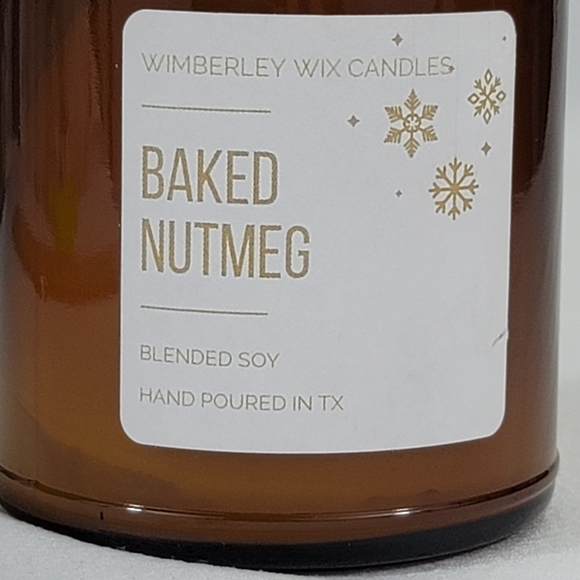 WIMBERLEY WIX CANDLES
BAKED
NUTMEG
BLENDED SOY
HAND POURED IN TX